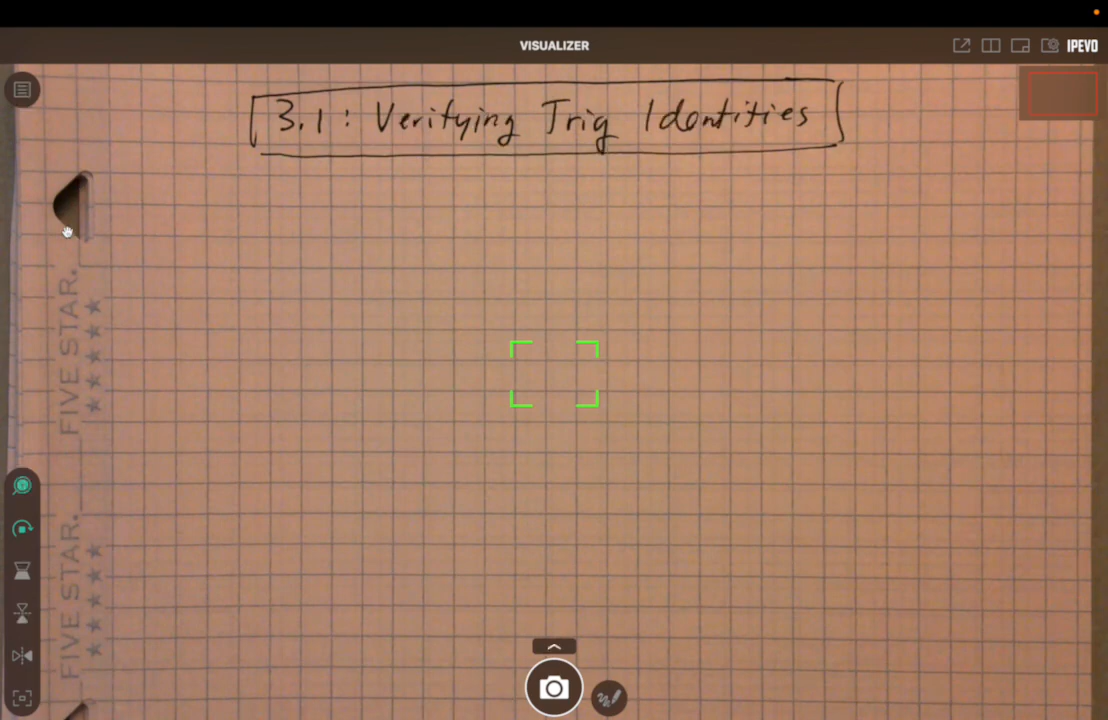 VISUALIZER
IPEVO
3.1: Verifying Trig Identities
FIVE STAR.
★★★★★
FIVE STAR.
★★★★★